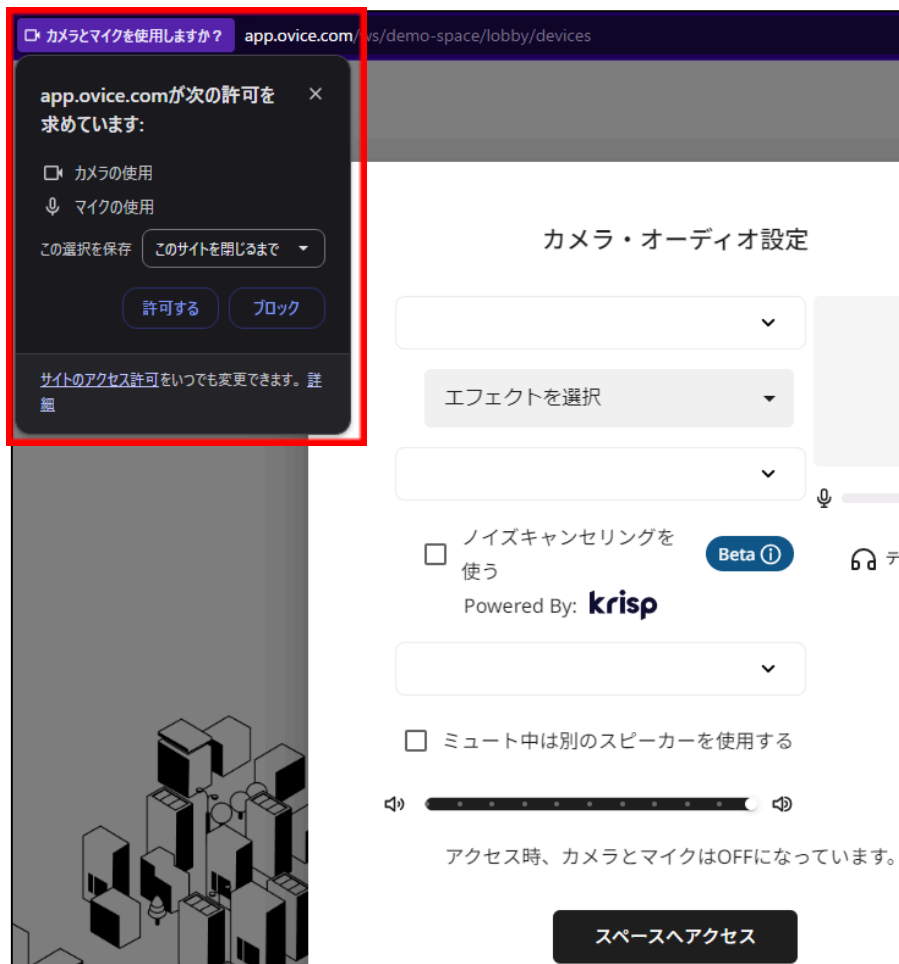 カメラとマイクを使用しますか？ app.ovice.com/ws/demo-space/lobby/devices
app.ovice.comが次の許可を
求めています:
カメラの使用
マイクの使用
この選択を保存 このサイトを閉じるまで
許可する ブロック
サイトのアクセス許可をいつでも変更できます。詳
細
カメラ・オーディオ設定
エフェクトを選択
ノイズキャンセリングを
使う
Beta
Powered By: krisp
テ
ミュート中は別のスピーカーを使用する
アクセス時、カメラとマイクはOFFになっています。
スペースへアクセス